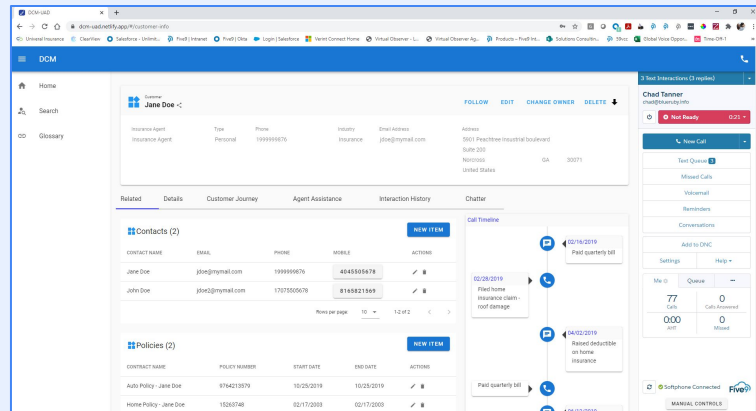 DCM-UAD
dcm-uad.netlify.app/#/customer-info
Universal Insurance
ClearView
Salesforce - Unlimit...
Five9 | Intranet
Five9 | Okta
Login | Salesforce
Verint Connect Home
Virtual Observer - L...
Virtual Observer Ag...
Products – Five9 Int...
Solutions Consultin...
59vcc
Global Voice Oppor...
Time-Off-1
DCM
Home
Search
Glossary
Customer
Jane Doe
FOLLOW
EDIT
CHANGE OWNER
DELETE
Insurance Agent
Type
Phone
Industry
Email Address
Address
Insurance Agent
Personal
1999999876
Insurance
jdoe@mymail.com
5901 Peachtree Insustrial boulevard
Suite 200
Norcross GA 30071
United States
Related
Details
Customer Journey
Agent Assistance
Interaction History
Chatter
Contacts (2)
NEW ITEM
CONTACT NAME EMAIL PHONE MOBILE ACTIONS
Jane Doe jdoe@mymail.com 1999999876 4045505678
John Doe jdoe2@mymail.com 17075505678 8165821569
Rows per page 10 1-2 of 2
Policies (2)
NEW ITEM
CONTRACT NAME POLICY NUMBER START DATE END DATE ACTIONS
Auto Policy - Jane Doe 9764213579 10/25/2019 10/25/2019
Home Policy - Jane Doe 15263748 02/17/2003 02/17/2003
Call Timeline
02/16/2019
Paid quarterly bill
02/28/2019
Filed home
insurance claim -
roof damage
04/02/2019
Raised deductible
on home
insurance
Paid quarterly bill
3 Text Interactions (3 replies)
Chad Tanner
chad@blueruby.info
Not Ready
0:21
New Call
Text Queue 3
Missed Calls
Voicemail
Reminders
Conversations
Add to DNC
Settings
Help
Me
Queue
77
Calls
0
Calls Answered
0:00
AHT
0
Missed
Softphone Connected
Five9
MANUAL CONTROLS